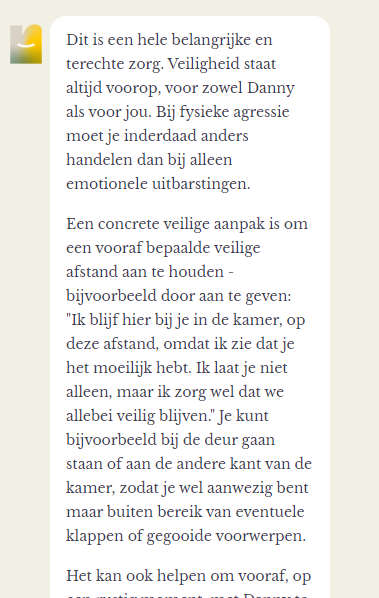 Dit is een hele belangrijke en
terechte zorg. Veiligheid staat
altijd voorop, voor zowel Danny
als voor jou. Bij fysieke agressie
moet je inderdaad anders
handelen dan bij alleen
emotionele uitbarstingen.
Een concrete veilige aanpak is om
een vooraf bepaalde veilige
afstand aan te houden -
bijvoorbeeld door aan te geven:
"Ik blijf hier bij je in de kamer, op
deze afstand, omdat ik zie dat je
het moeilijk hebt. Ik laat je niet
alleen, maar ik zorg wel dat we
allebei veilig blijven." Je kunt
bijvoorbeeld bij de deur gaan
staan of aan de andere kant van de
kamer, zodat je wel aanwezig bent
maar buiten bereik van eventuele
klappen of gegooide voorwerpen.
Het kan ook helpen om vooraf, op